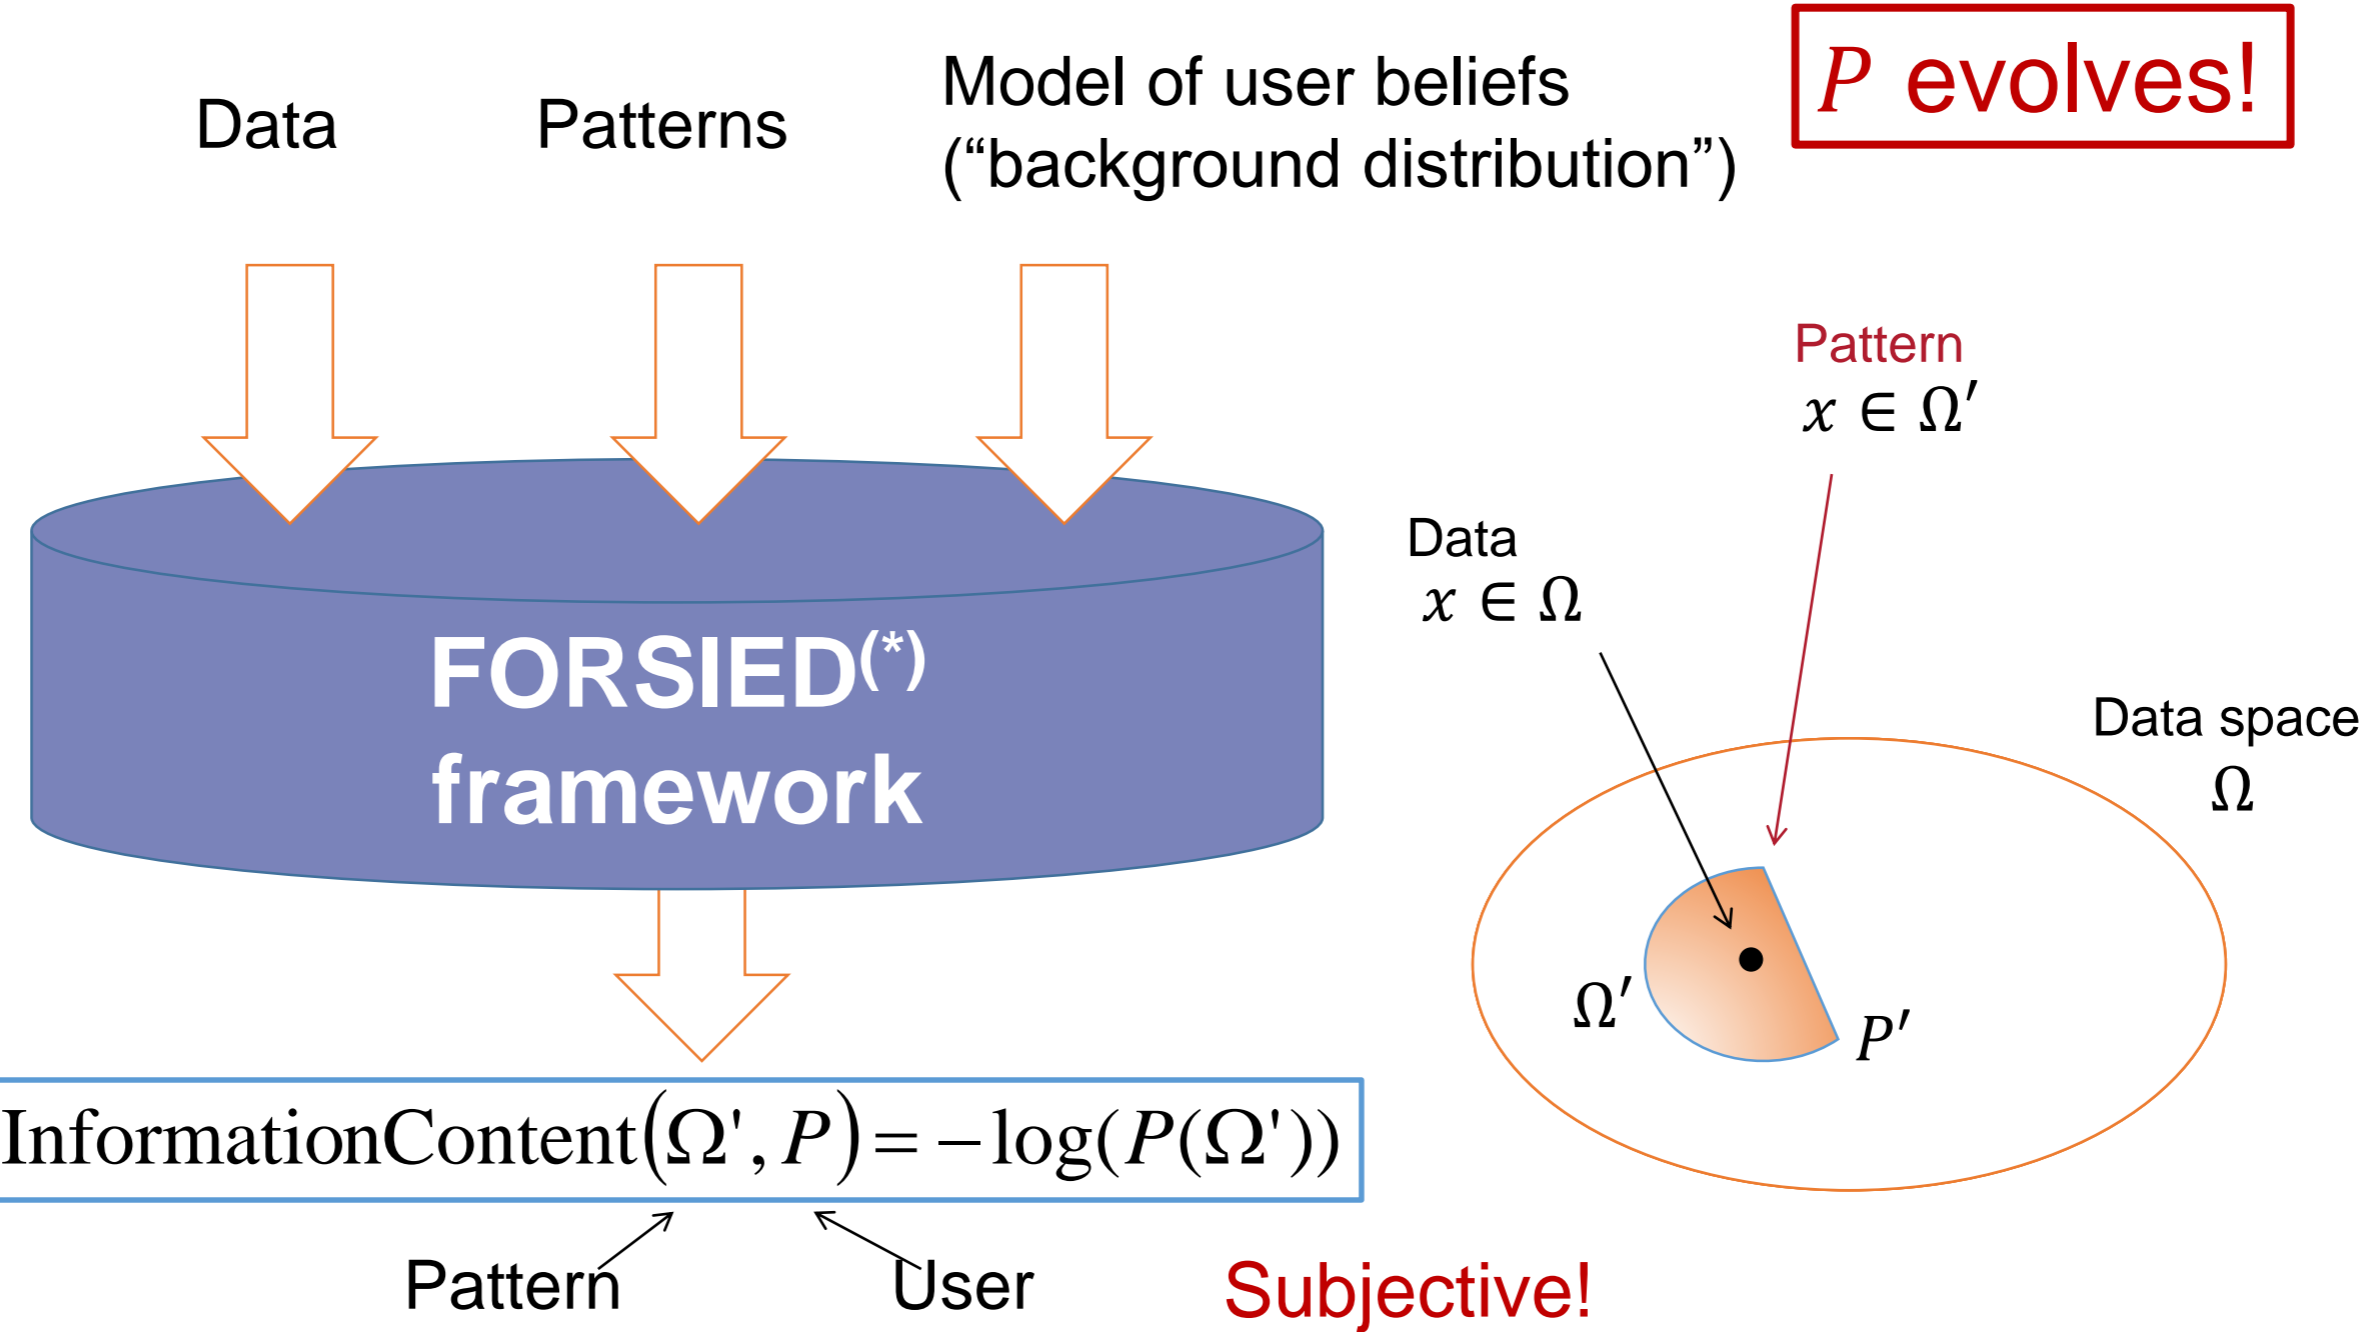 Data
Patterns
Model of user beliefs
(“background distribution”)
P evolves!
Pattern
x ∈ Ω′
Data
x ∈ Ω
FORSIED(*)
framework
Data space
Ω
Ω′
P′
InformationContent(Ω', P) = −log(P(Ω'))
Pattern
User
Subjective!